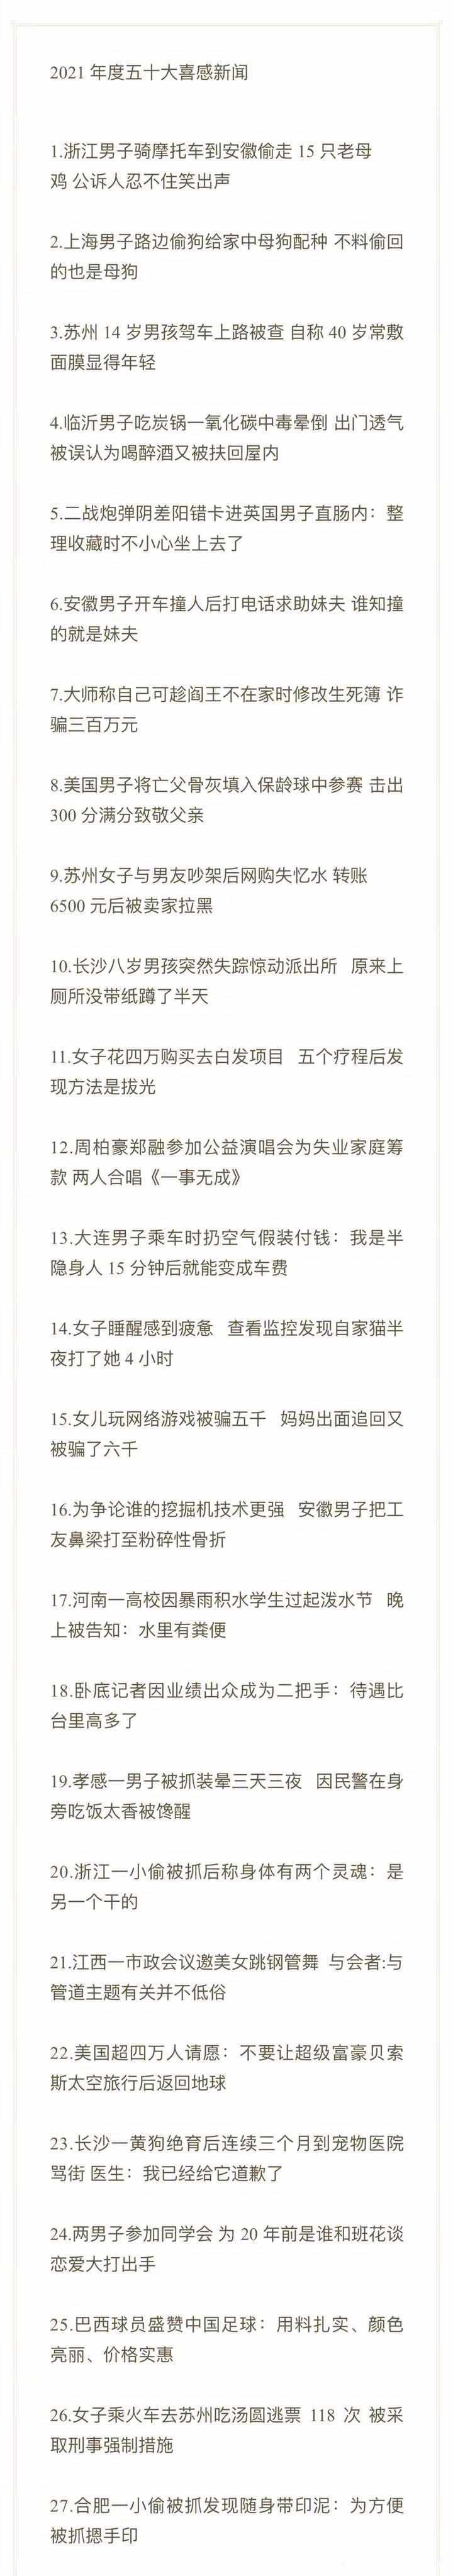 2021 年度五十大喜感新闻
1.浙江男子骑摩托车到安徽偷走 15 只老母
鸡 公诉人忍不住笑出声
2.上海男子路边偷狗给家中母狗配种 不料偷回
的也是母狗
3.苏州 14 岁男孩驾车上路被查 自称 40 岁常敷
面膜显得年轻
4.临沂男子吃炭锅一氧化碳中毒晕倒 出门透气
被误认为喝醉酒又被扶回屋内
5.二战炮弹阴差阳错卡进英国男子直肠内：整
理收藏时不小心坐上去了
6.安徽男子开车撞人后打电话求助妹夫 谁知撞
的就是妹夫
7.大师称自己可趁阎王不在家时修改生死簿 诈
骗三百万元
8.美国男子将亡父骨灰填入保龄球中参赛 击出
300 分满分致敬父亲
9.苏州女子与男友吵架后网购失忆水 转账
6500 元后被卖家拉黑
10.长沙八岁男孩突然失踪惊动派出所 原来上
厕所没带纸蹲了半天
11.女子花四万购买去白发项目 五个疗程后发
现方法是拔光
12.周柏豪郑融参加公益演唱会为失业家庭筹
款 两人合唱《一事无成》
13.大连男子乘车时扔空气假装付钱：我是半
隐身人 15 分钟后就能变成车费
14.女子睡醒感到疲惫 查看监控发现自家猫半
夜打了她 4 小时
15.女儿玩网络游戏被骗五千 妈妈出面追回又
被骗了六千
16.为争论谁的挖掘机技术更强 安徽男子把工
友鼻梁打至粉碎性骨折
17.河南一高校因暴雨积水学生过起泼水节 晚
上被告知：水里有粪便
18.卧底记者因业绩出众成为二把手：待遇比
台里高多了
19.孝感一男子被抓装晕三天三夜 因民警在身
旁吃饭太香被馋醒
20.浙江一小偷被抓后称身体有两个灵魂：是
另一个干的
21.江西一市政会议邀美女跳钢管舞 与会者:与
管道主题有关并不低俗
22.美国超四万人请愿：不要让超级富豪贝索
斯太空旅行后返回地球
23.长沙一黄狗绝育后连续三个月到宠物医院
骂街 医生：我已经给它道歉了
24.两男子参加同学会 为 20 年前是谁和班花谈
恋爱大打出手
25.巴西球员盛赞中国足球：用料扎实、颜色
亮丽、价格实惠
26.女子乘火车去苏州吃汤圆逃票 118 次 被采
取刑事强制措施
27.合肥一小偷被抓发现随身带印泥：为方便
被抓摁手印